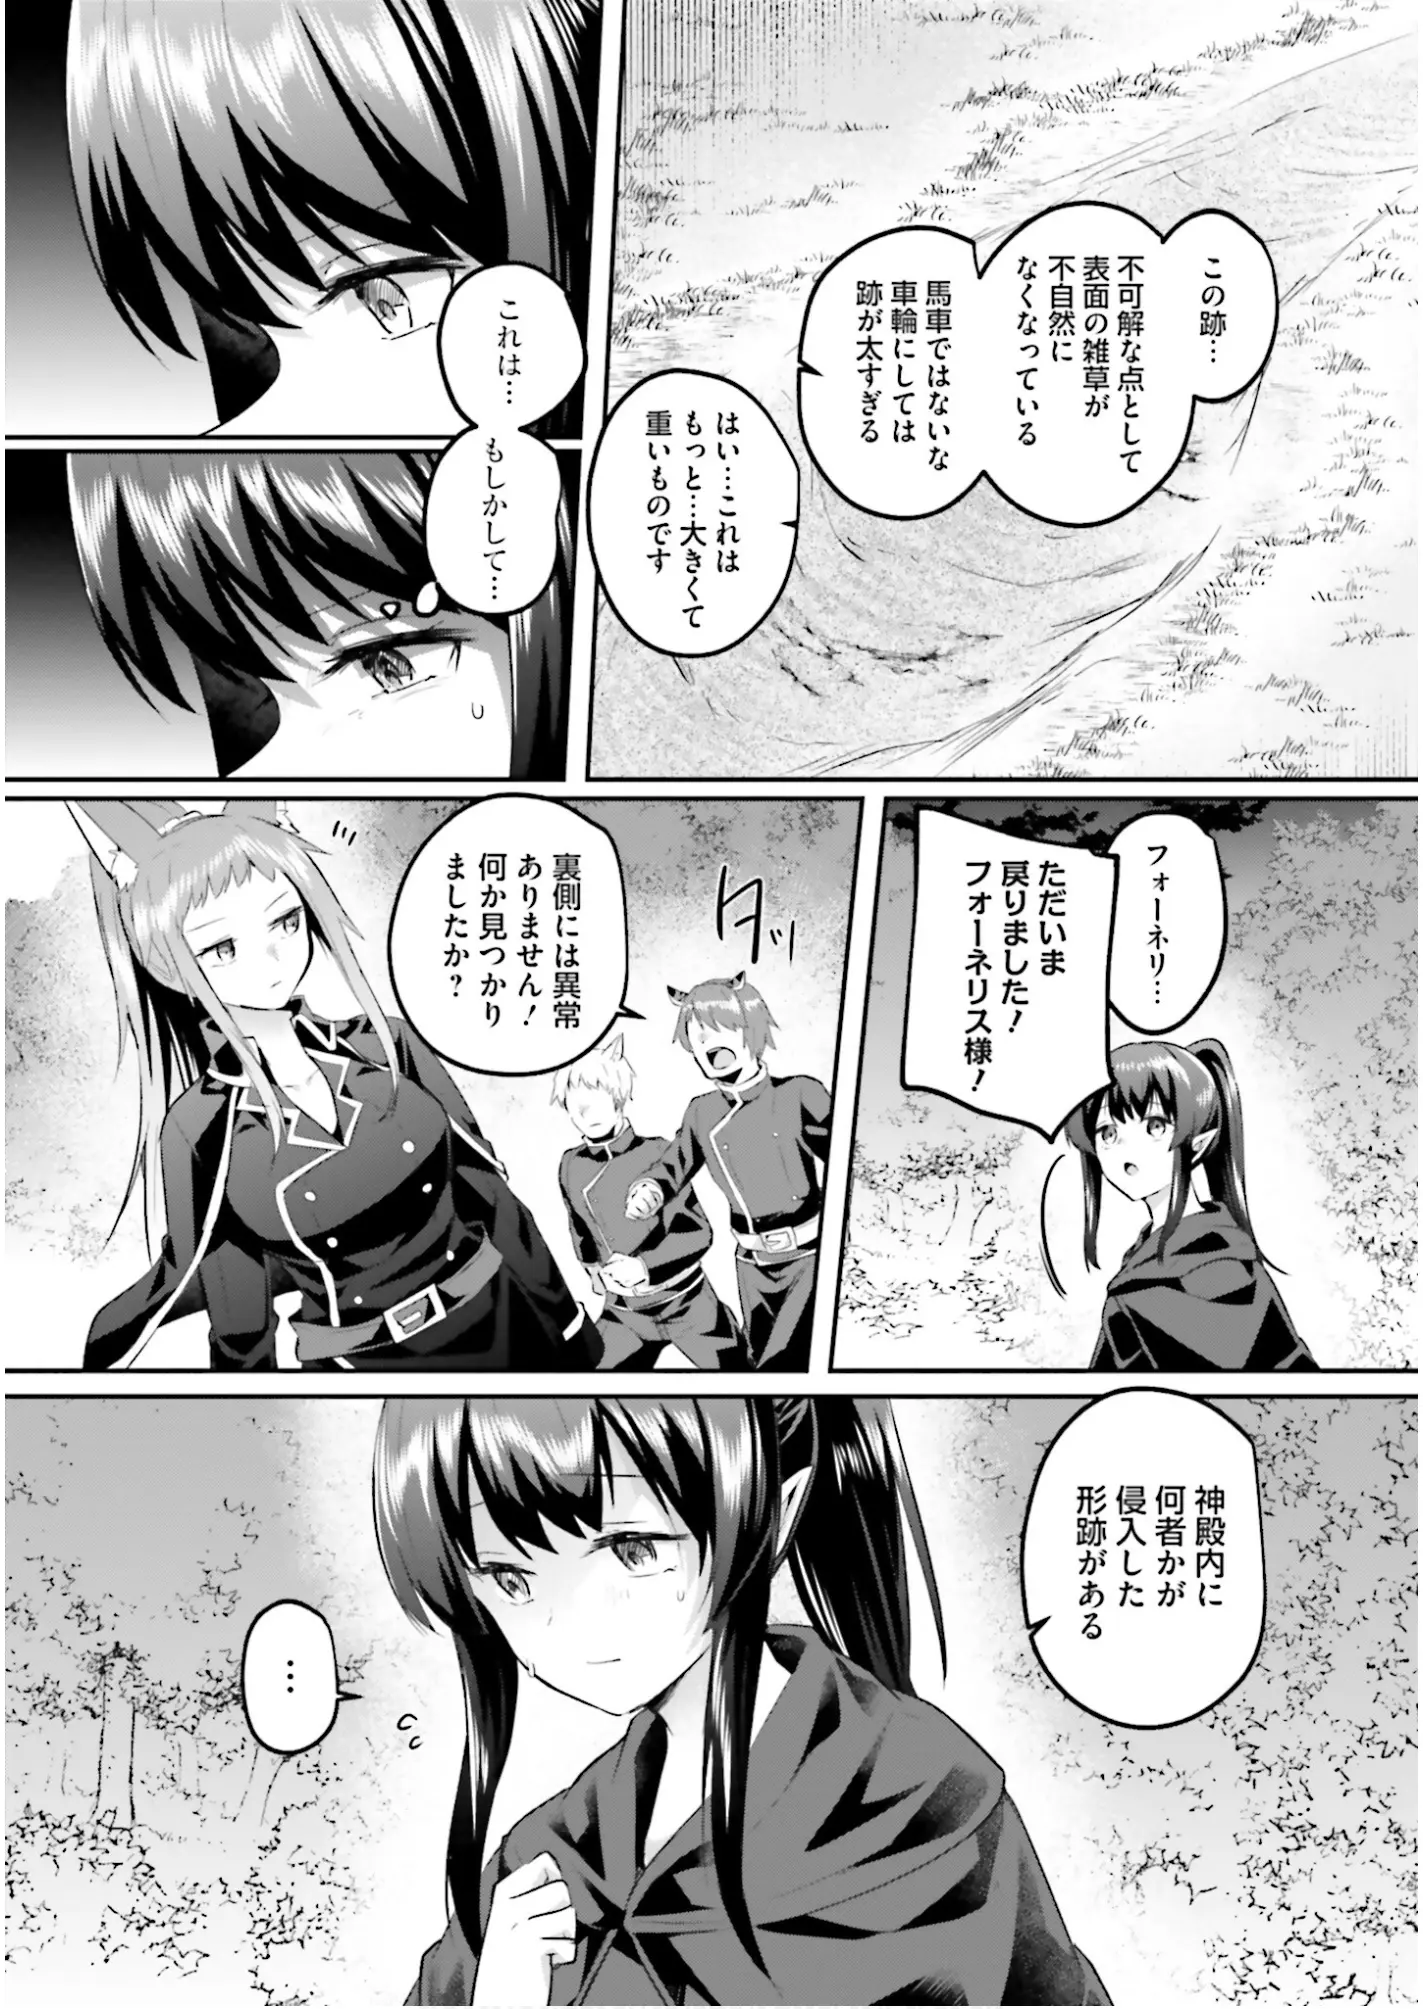 この跡…
不可解な点として
表面の雑草が
不自然に
なくなっている
馬車ではないな
車輪にしては
跡が太すぎる
はい…これは
もっと…大きくて
重いものです
これは…
もしかして…
フォーネリ…
ただいま
戻りました！
フォーネリス様！
タッ
裏側には異常
ありません！
何か見つかり
ましたか？
神殿内に
何者かが
侵入した
形跡がある
…